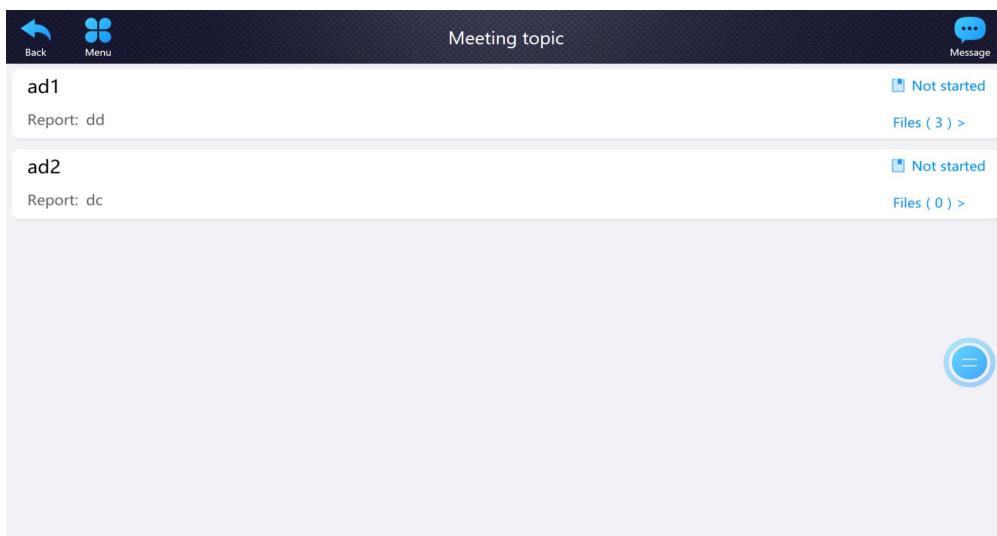 Meeting topic
Back
Menu
Message
ad1
Not started
Report: dd
Files ( 3 ) >
ad2
Not started
Report: dc
Files ( 0 ) >